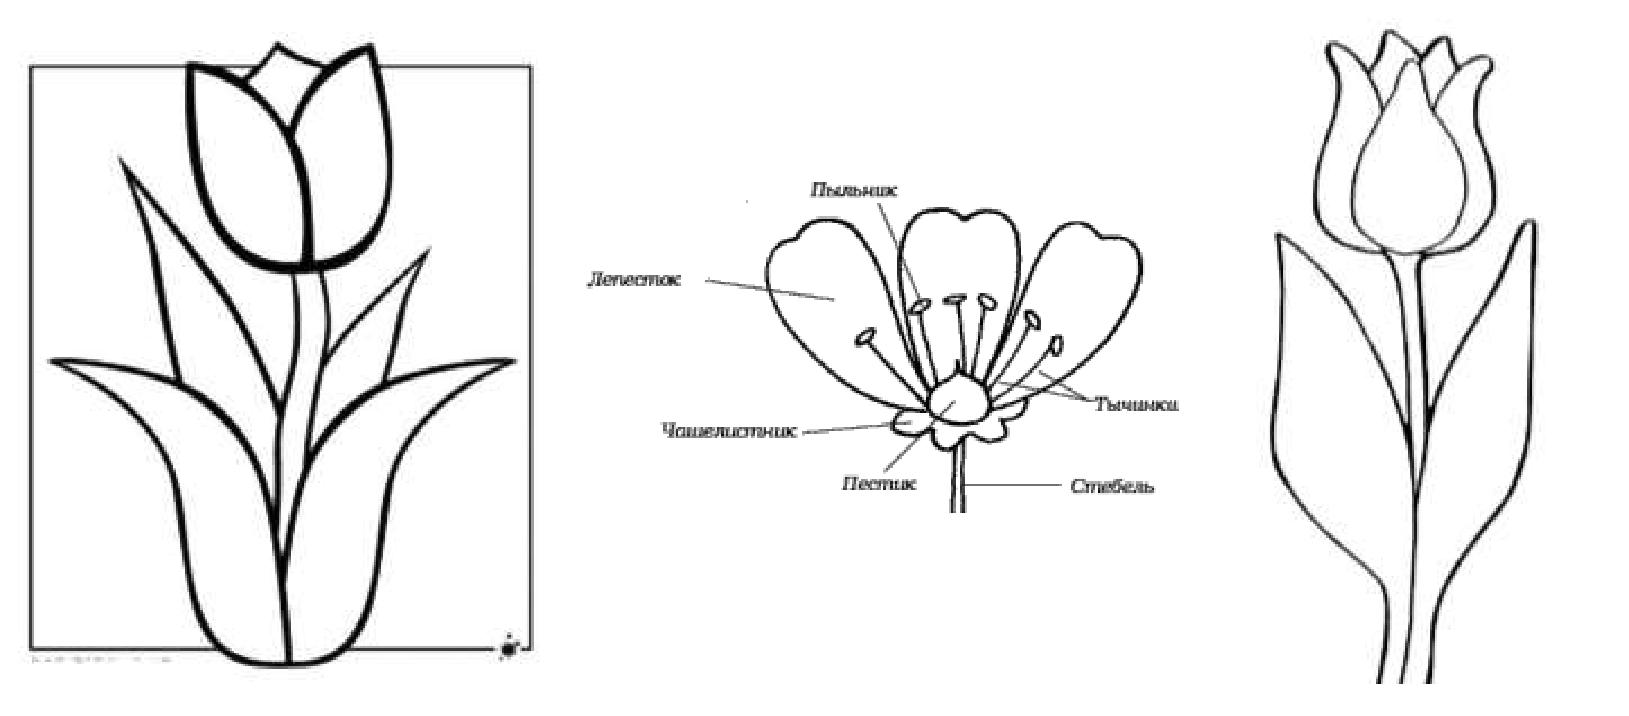 Пыльник
Лепесток
Тычинки
Чашелистник
Пестик
Стебель